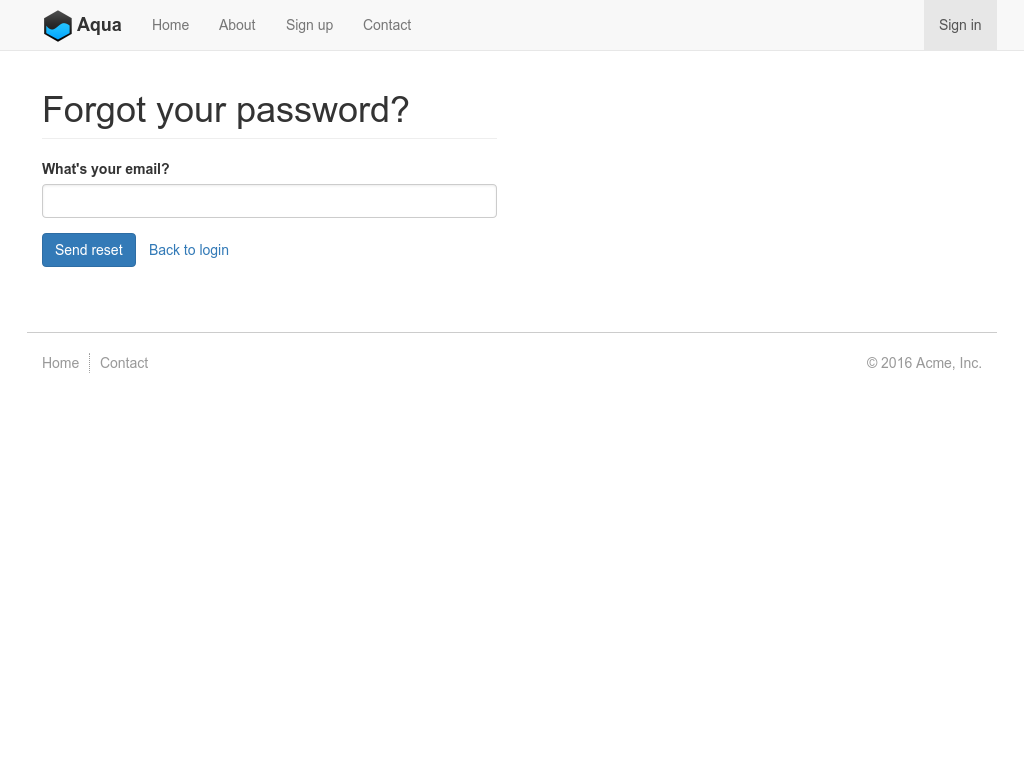 Aqua Home About Sign up Contact Sign in
Forgot your password?
What's your email?
Send reset Back to login
Home Contact © 2016 Acme, Inc.